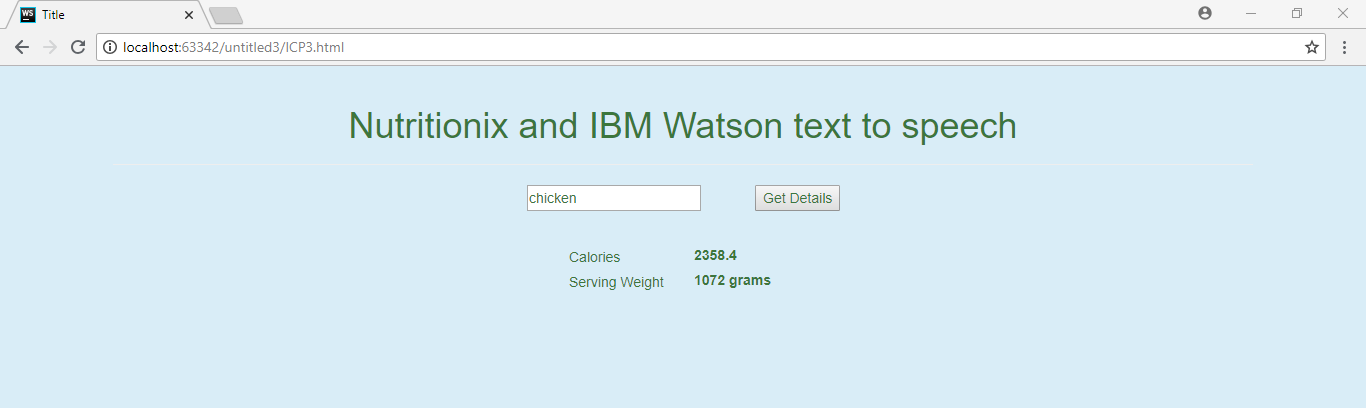 WS Title
localhost:63342/untitled3/ICP3.html
Nutritionix and IBM Watson text to speech
chicken Get Details
Calories 2358.4
Serving Weight 1072 grams